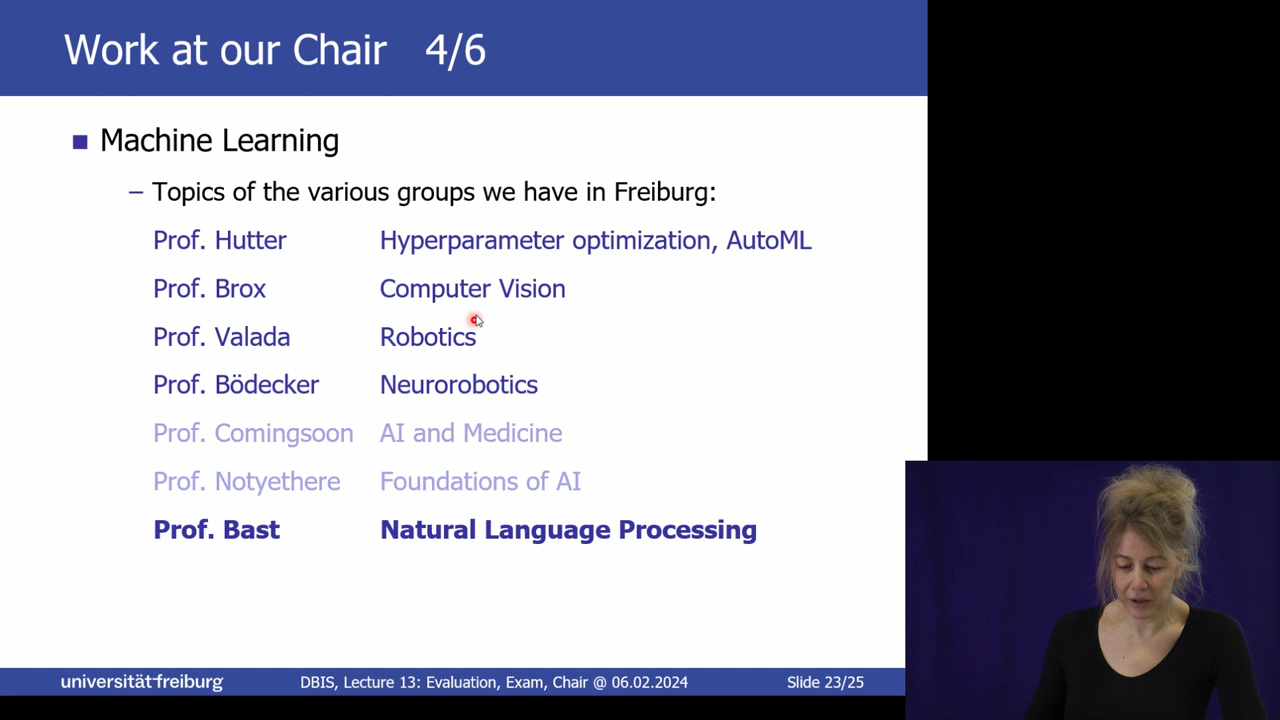 Work at our Chair 4/6
Machine Learning
– Topics of the various groups we have in Freiburg:
Prof. Hutter Hyperparameter optimization, AutoML
Prof. Brox Computer Vision
Prof. Valada Robotics
Prof. Bödecker Neurorobotics
Prof. Comingsoon AI and Medicine
Prof. Notyethere Foundations of AI
Prof. Bast Natural Language Processing
universität freiburg DBIS, Lecture 13: Evaluation, Exam, Chair @ 06.02.2024 Slide 23/25